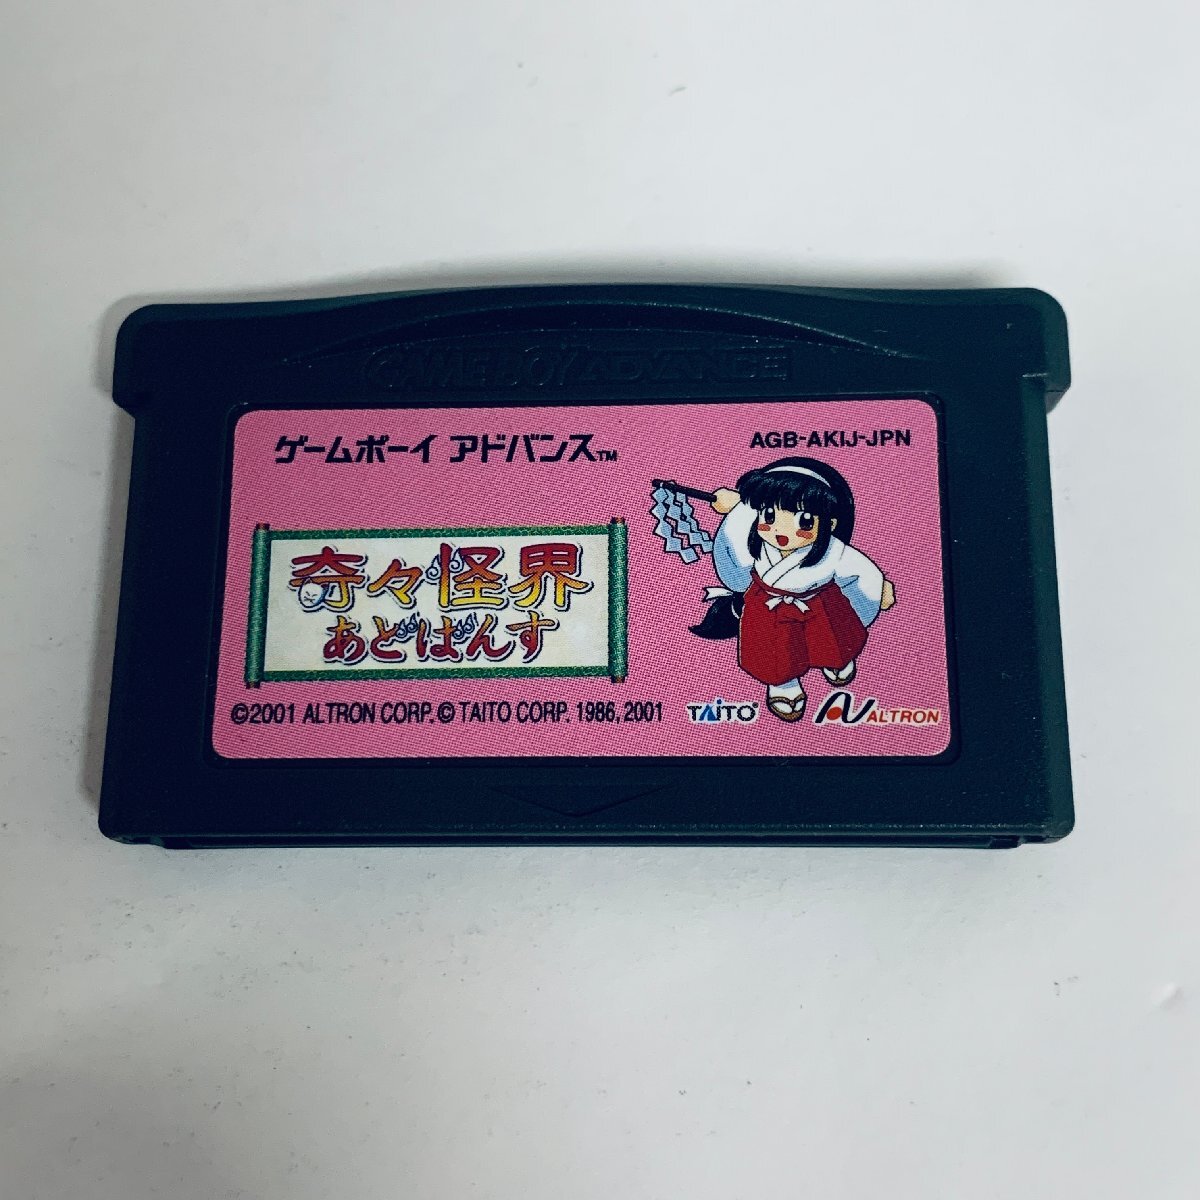 GAME BOY ADVANCE
ゲームボーイ アドバンス™
AGB-AKIJ-JPN
奇々怪界
あどばんす
©2001 ALTRON CORP. © TAITO CORP. 1986, 2001
TAITO®
ALTRON